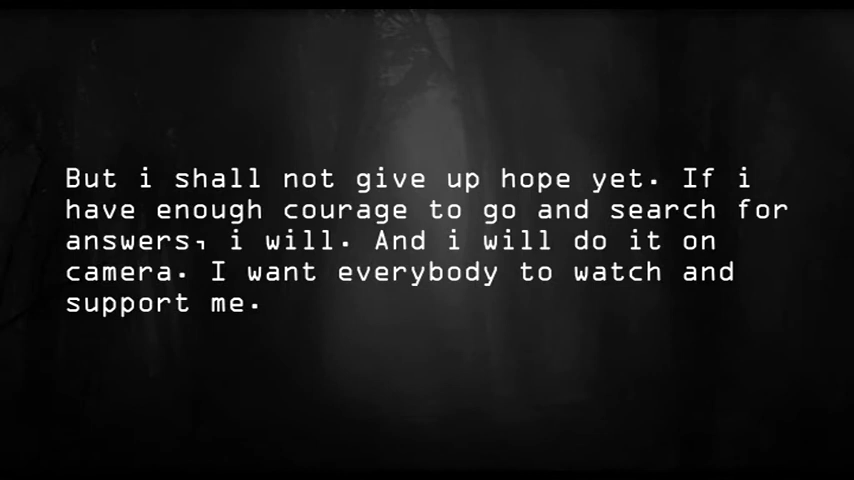 But i shall not give up hope yet. If i
have enough courage to go and search for
answers, i will. And i will do it on
camera. I want everybody to watch and
support me.